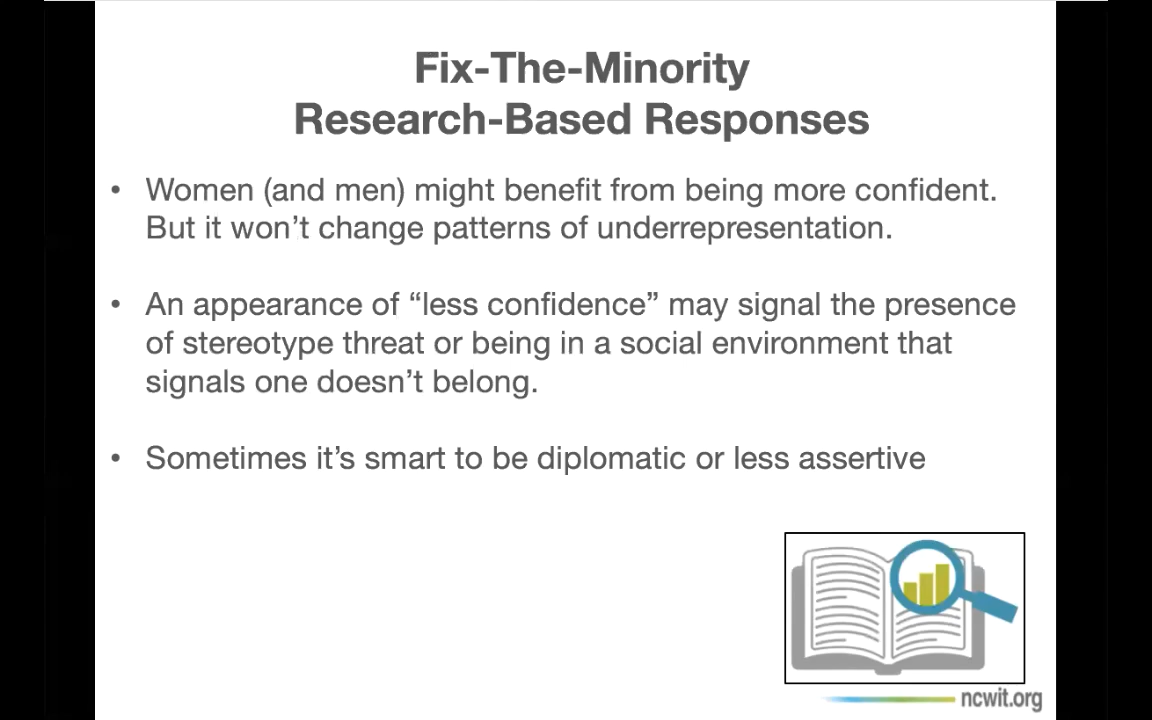 Fix-The-Minority
Research-Based Responses
• Women (and men) might benefit from being more confident.
But it won’t change patterns of underrepresentation.
• An appearance of “less confidence” may signal the presence
of stereotype threat or being in a social environment that
signals one doesn’t belong.
• Sometimes it’s smart to be diplomatic or less assertive
ncwit.org